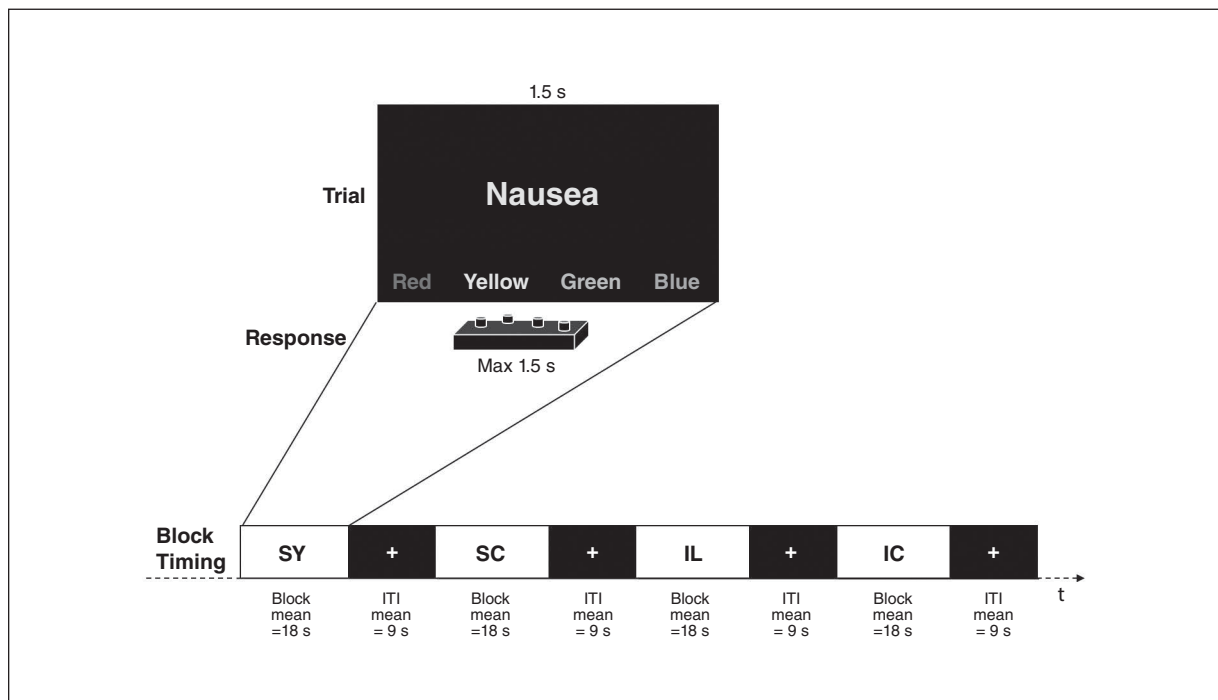 1.5 s
Trial
Nausea
Red Yellow Green Blue
Response
Max 1.5 s
Block
Timing
SY + SC + IL + IC +
t
Block ITI Block ITI Block ITI Block ITI
mean mean mean mean mean mean mean mean
=18 s = 9 s =18 s = 9 s =18 s = 9 s =18 s = 9 s